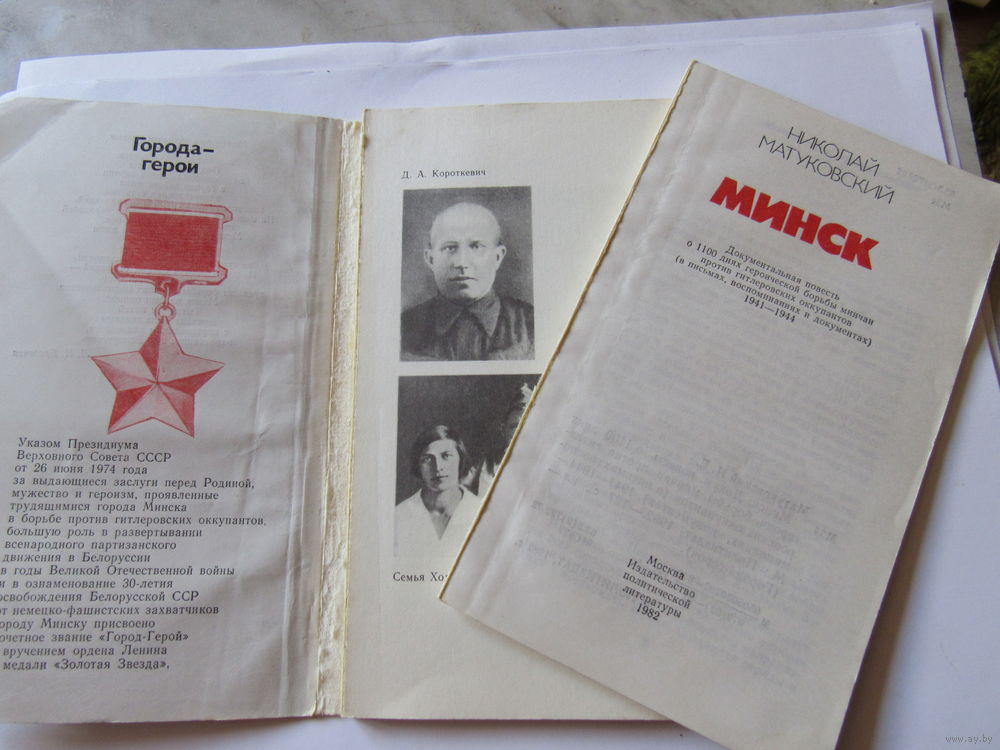 Города-
герои
Указом Президиума
Верховного Совета СССР
от 26 июня 1974 года
за выдающиеся заслуги перед Родиной,
мужество и героизм, проявленные
трудящимися города Минска
в борьбе против гитлеровских оккупантов,
большую роль в развертывании
всенародного партизанского
движения в Белоруссии
в годы Великой Отечественной войны
и в ознаменование 30-летия
освобождения Белорусской ССР
от немецко-фашистских захватчиков
городу Минску присвоено
почетное звание «Город-Герой»
вручением ордена Ленина
медали «Золотая Звезда».
Д. А. Короткевич
Семья
НИКОЛАЙ
МАТУКОВСКИЙ
МИНСК
Документальная повесть
о 1100 днях героической борьбы минчан
против гитлеровских оккупантов
(в письмах, воспоминаниях и документах)
1941—1944
Москва
Издательство
политической
литературы
1982
www.ay.by